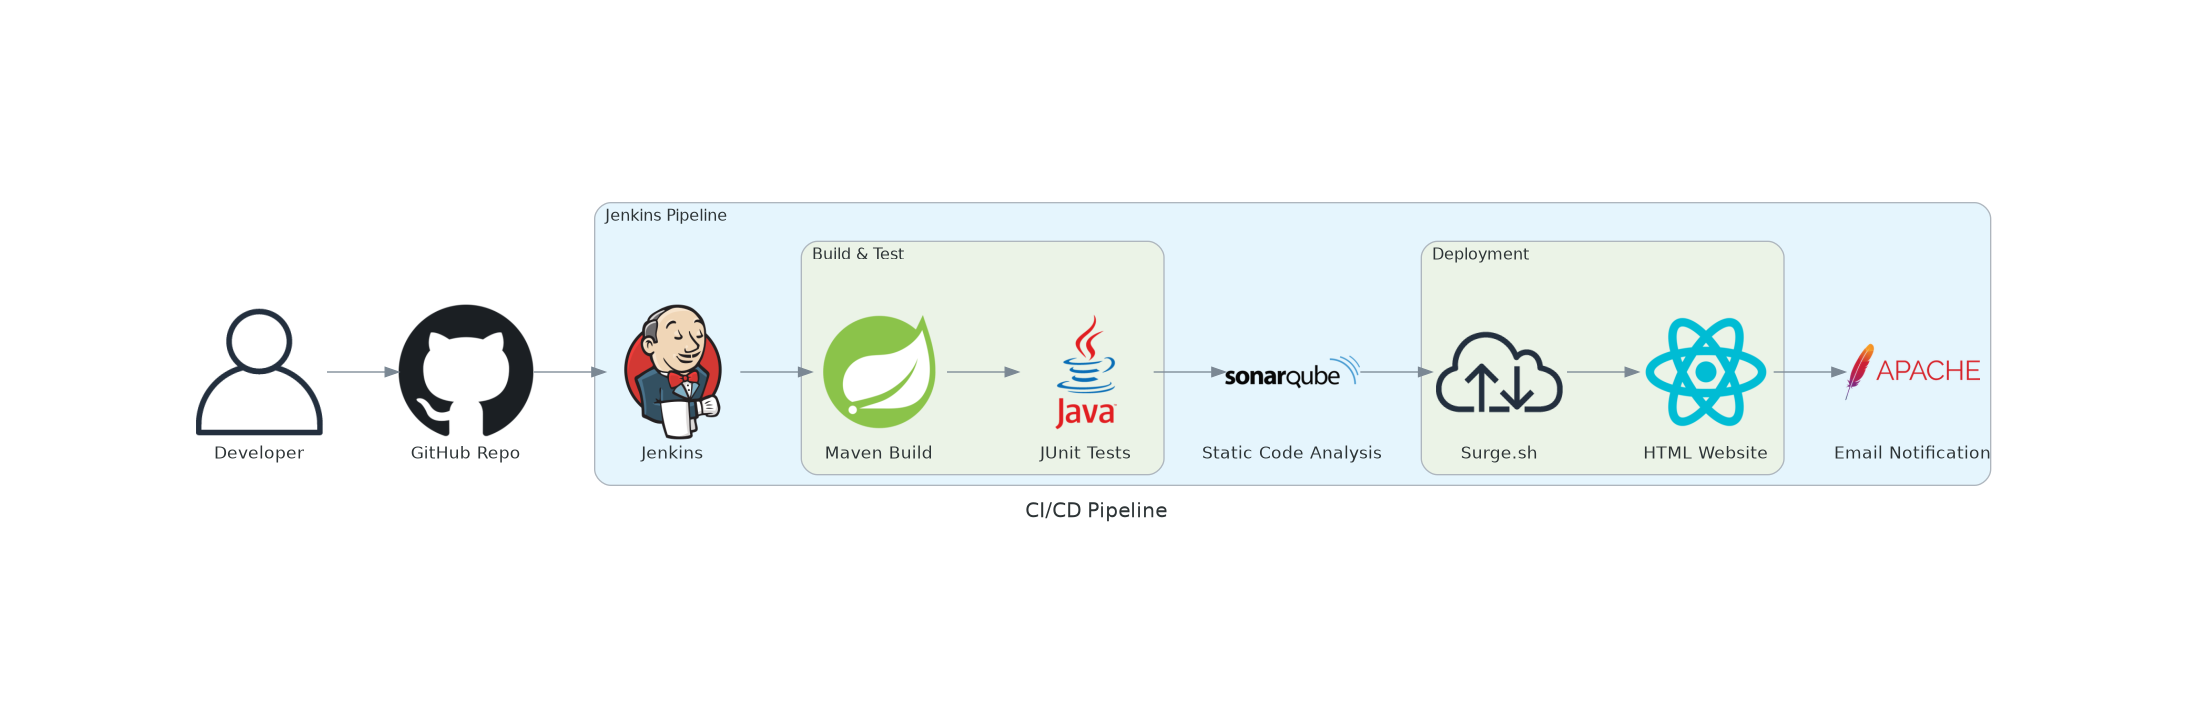 Jenkins Pipeline
Build & Test
Deployment
sonarqube
APACHE
Java
Developer
GitHub Repo
Jenkins
Maven Build
JUnit Tests
Static Code Analysis
Surge.sh
HTML Website
Email Notification
CI/CD Pipeline